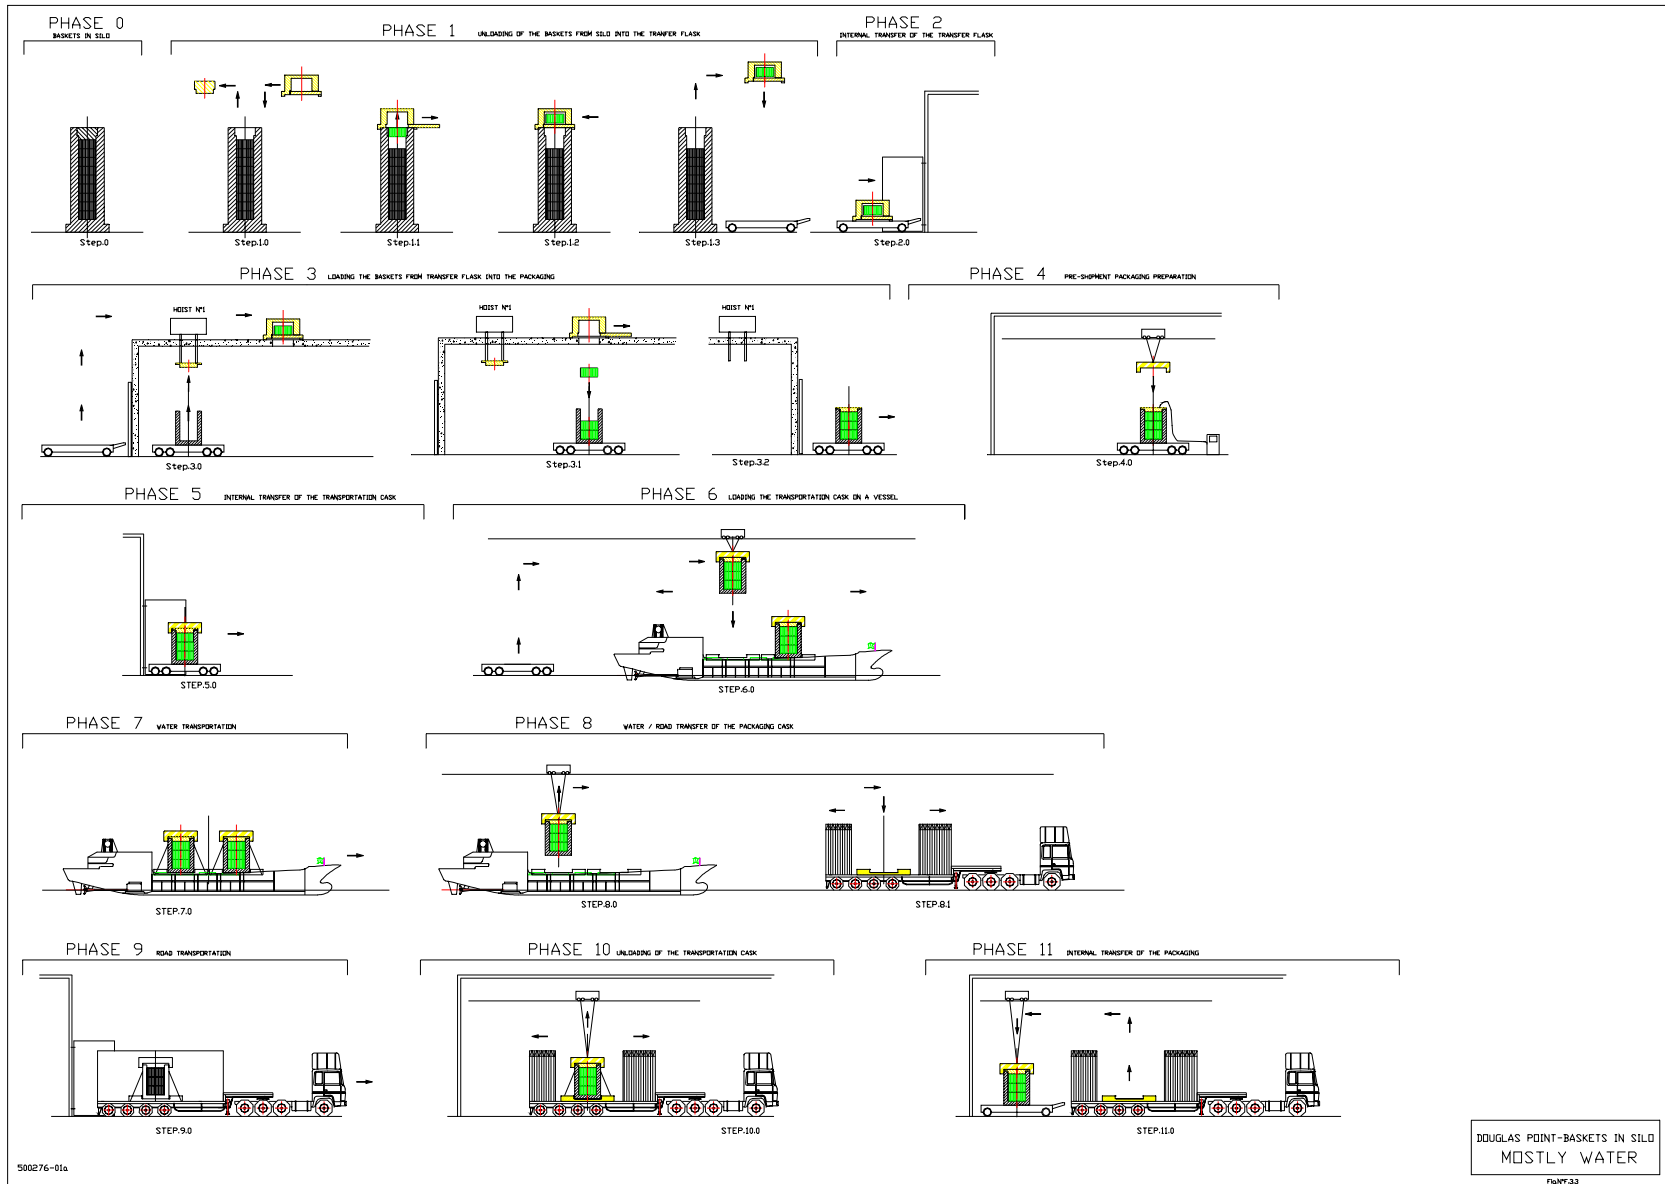 PHASE 0
BASKETS IN SILO
PHASE 1 UNLOADING OF THE BASKETS FROM SILO INTO THE TRANFER FLASK
PHASE 2
INTERNAL TRANSFER OF THE TRANSFER FLASK
Step.0
Step.1.0
Step.1.1
Step.1.2
Step.1.3
Step.2.0
PHASE 3 LOADING THE BASKETS FROM TRANSFER FLASK INTO THE PACKAGING
PHASE 4 PRE-SHIPMENT PACKAGING PREPARATION
HOIST N°1
HOIST N°1
HOIST N°1
Step.3.0
Step.3.1
Step.3.2
Step.4.0
PHASE 5 INTERNAL TRANSFER OF THE TRANSPORTATION CASK
PHASE 6 LOADING THE TRANSPORTATION CASK ON A VESSEL
STEP.5.0
STEP.6.0
PHASE 7 WATER TRANSPORTATION
PHASE 8 WATER / ROAD TRANSFER OF THE PACKAGING CASK
STEP.7.0
STEP.8.0
STEP.8.1
PHASE 9 ROAD TRANSPORTATION
PHASE 10 UNLOADING OF THE TRANSPORTATION CASK
PHASE 11 INTERNAL TRANSFER OF THE PACKAGING
STEP.9.0
STEP.10.0
STEP.11.0
500276-01a
DOUGLAS POINT-BASKETS IN SILO
MOSTLY WATER
Fig.N°F.3.3